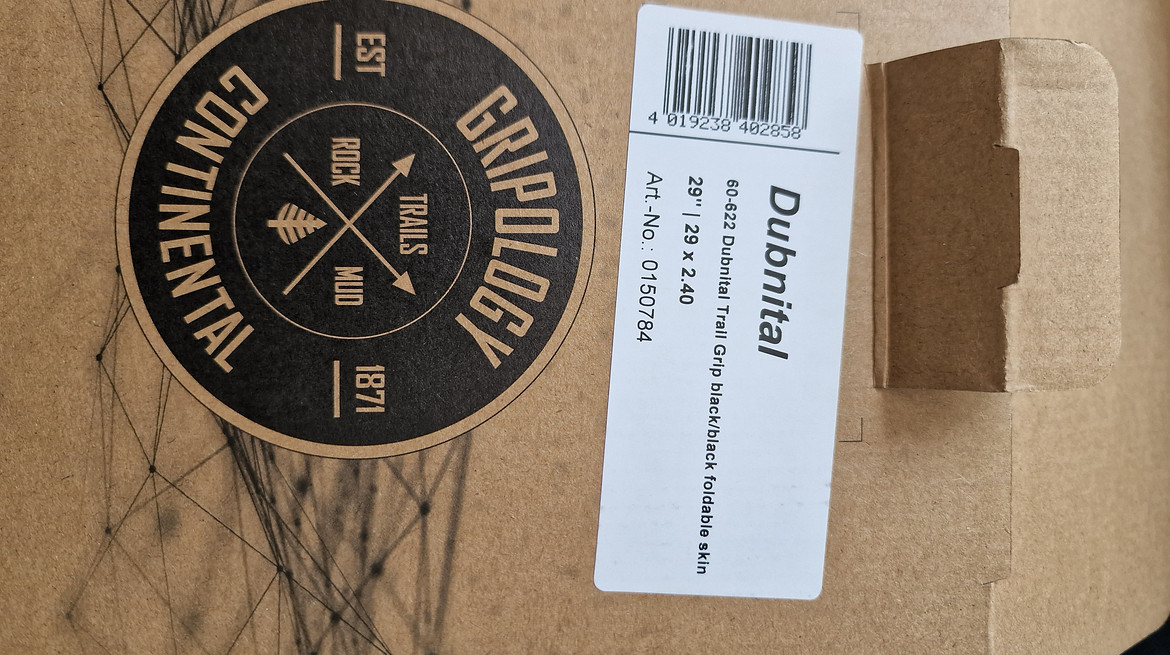 GRIPOLOGY
EST
1871
ROCK
TRAILS
MUD
CONTINENTAL
4 019238 402858
Dubnital
60-622 Dubnital Trail Grip black/black foldable skin
29" | 29 x 2.40
Art.-No.: 0150784